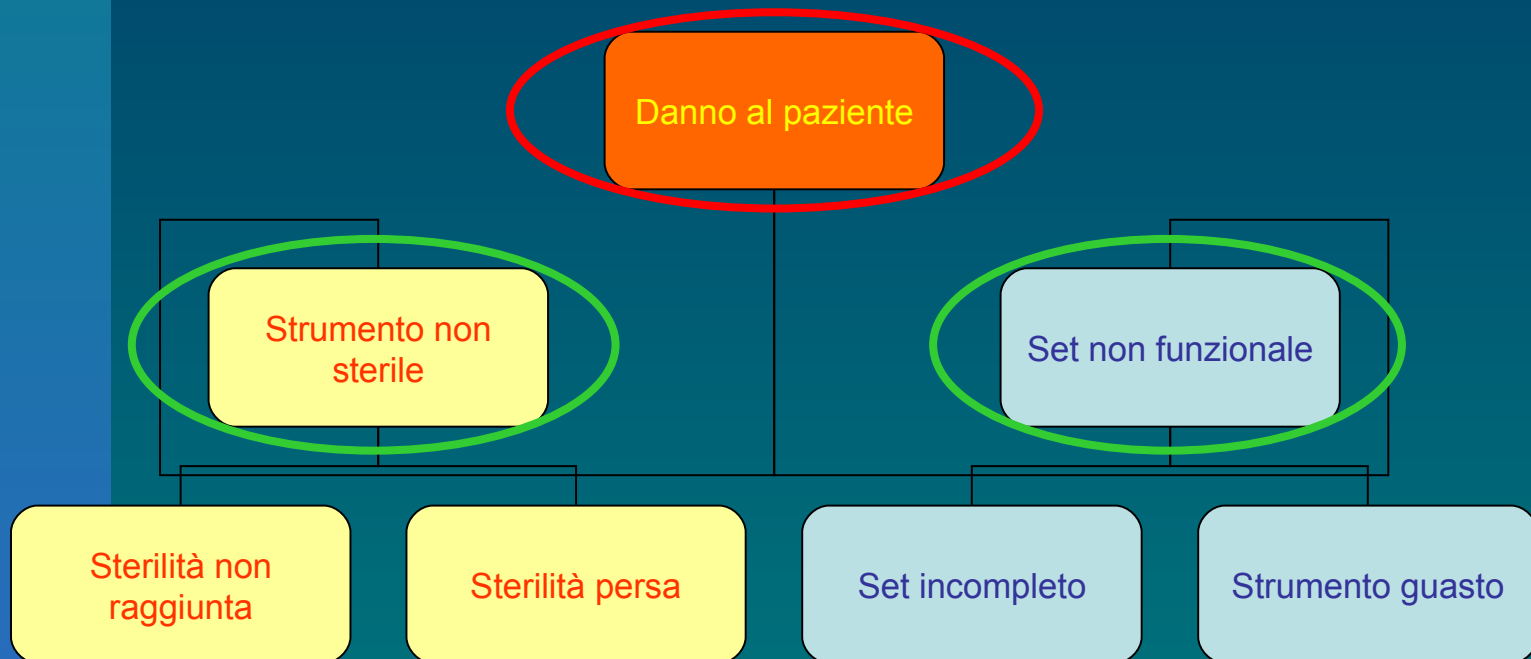 Danno al paziente
Strumento non
sterile
Set non funzionale
Sterilità non
raggiunta
Sterilità persa
Set incompleto
Strumento guasto